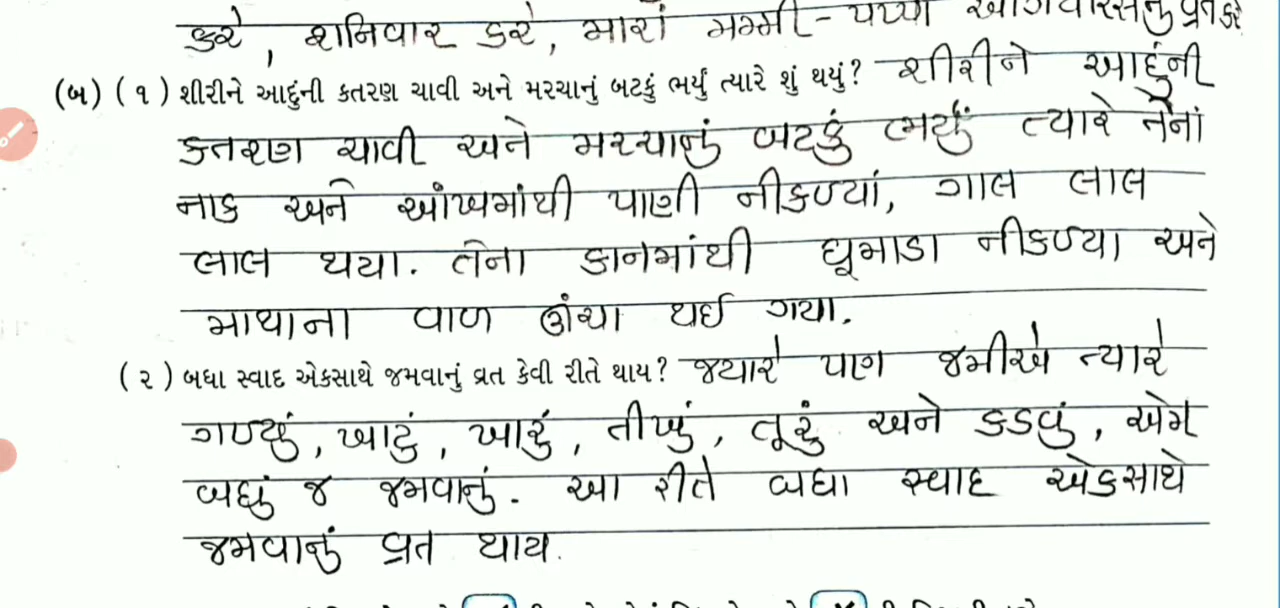 કરે, શનિવાર કરે, મારાં મમ્મી-પપ્પા અગિયારસનું વ્રત કરે
(બ) (૧) શીરીને આદુંની કતરણ ચાવી અને મરચાનું બટકું ભર્યું ત્યારે શું થયું? શીરીને આદુંની
કતરણ ચાવી અને મરચાનું બટકું ભર્યું ત્યારે તેનાં
નાક અને આંખમાંથી પાણી નીકળ્યાં, ગાલ લાલ
લાલ થયા. તેના કાનમાંથી ધૂમાડા નીકળ્યા અને
માથાના વાળ ઊંચા થઈ ગયા.
(૨) બધા સ્વાદ એકસાથે જમવાનું વ્રત કેવી રીતે થાય? જ્યારે પણ જમીએ ત્યારે
ગળ્યું, ખાટું, ખારું, તીખું, તૂરું અને કડવું, એમ
બધું જ જમવાનું. આ રીતે બધા સ્વાદ એકસાથે
જમવાનું વ્રત થાય.